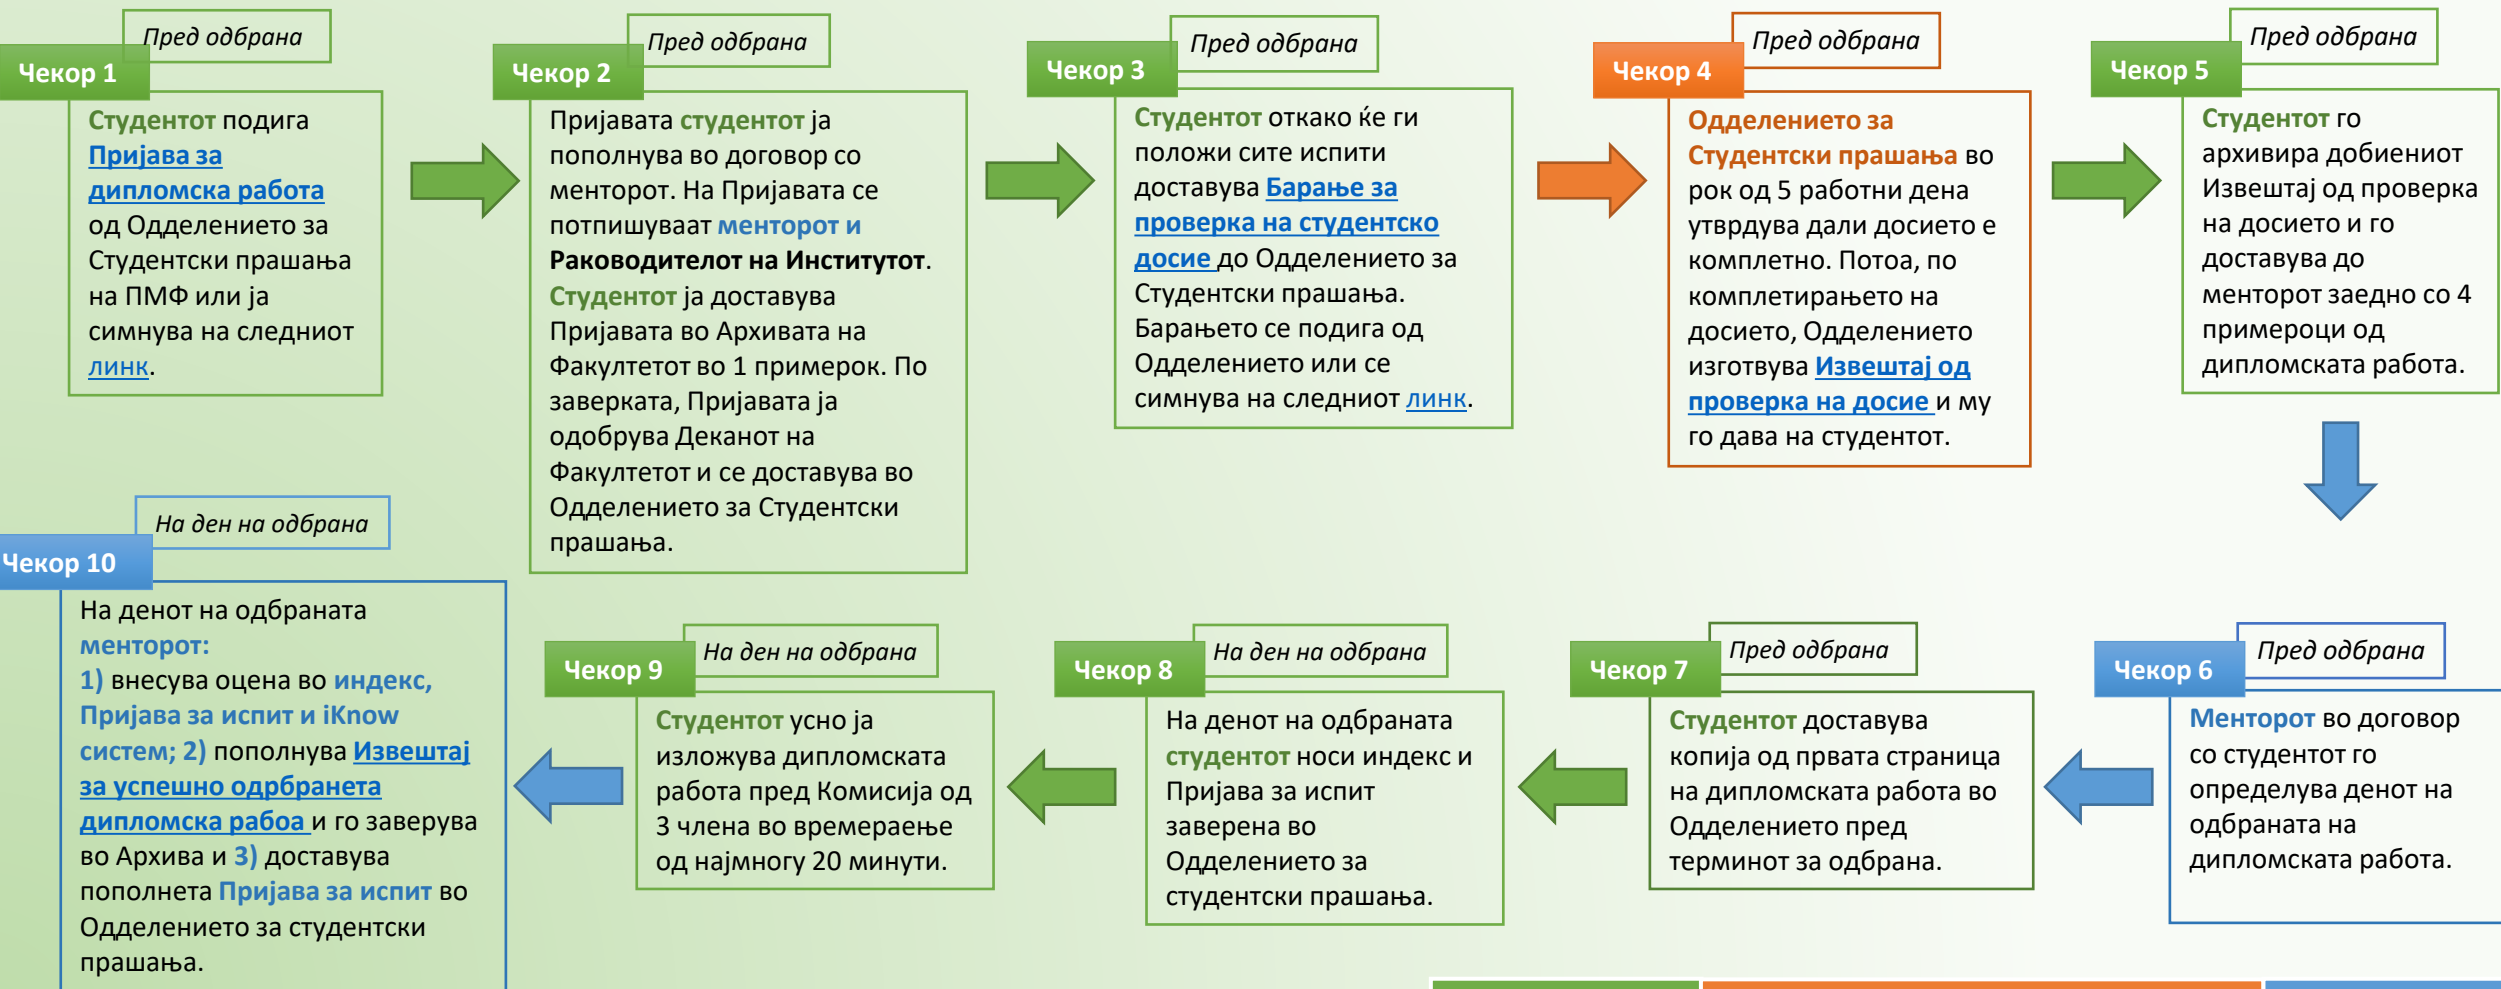 Пред одбрана
Чекор 1
Студентот подига
Пријава за
дипломска работа
од Одделението за
Студентски прашања
на ПМФ или ја
симнува на следниот
линк.
Пред одбрана
Чекор 2
Пријавата студентот ја
пополнува во договор со
менторот. На Пријавата се
потпишуваат менторот и
Раководителот на Институтот.
Студентот ја доставува
Пријавата во Архивата на
Факултетот во 1 примерок. По
заверката, Пријавата ја
одобрува Деканот на
Факултетот и се доставува во
Одделението за Студентски
прашања.
Пред одбрана
Чекор 3
Студентот откако ќе ги
положи сите испити
доставува Барање за
проверка на студентско
досие до Одделението за
Студентски прашања.
Барањето се подига од
Одделението или се
симнува на следниот линк.
Пред одбрана
Чекор 4
Одделението за
Студентски прашања во
рок од 5 работни дена
утврдува дали досието е
комплетно. Потоа, по
комплетирањето на
досието, Одделението
изготвува Извештај од
проверка на досие и му
го дава на студентот.
Пред одбрана
Чекор 5
Студентот го
архивира добиениот
Извештај од проверка
на досието и го
доставува до
менторот заедно со 4
примероци од
дипломската работа.
Пред одбрана
Чекор 6
Менторот во договор
со студентот го
определува денот на
одбраната на
дипломската работа.
Пред одбрана
Чекор 7
Студентот доставува
копија од првата страница
на дипломската работа во
Одделението пред
терминот за одбрана.
На ден на одбрана
Чекор 8
На денот на одбраната
студентот носи индекс и
Пријава за испит
заверена во
Одделението за
студентски прашања.
На ден на одбрана
Чекор 9
Студентот усно ја
изложува дипломската
работа пред Комисија од
3 члена во времераење
од најмногу 20 минути.
На ден на одбрана
Чекор 10
На денот на одбраната
менторот:
1) внесува оцена во индекс,
Пријава за испит и iKnow
систем; 2) пополнува Извештај
за успешно одрбранета
дипломска рабоа и го заверува
во Архива и 3) доставува
пополнета Пријава за испит во
Одделението за студентски
прашања.